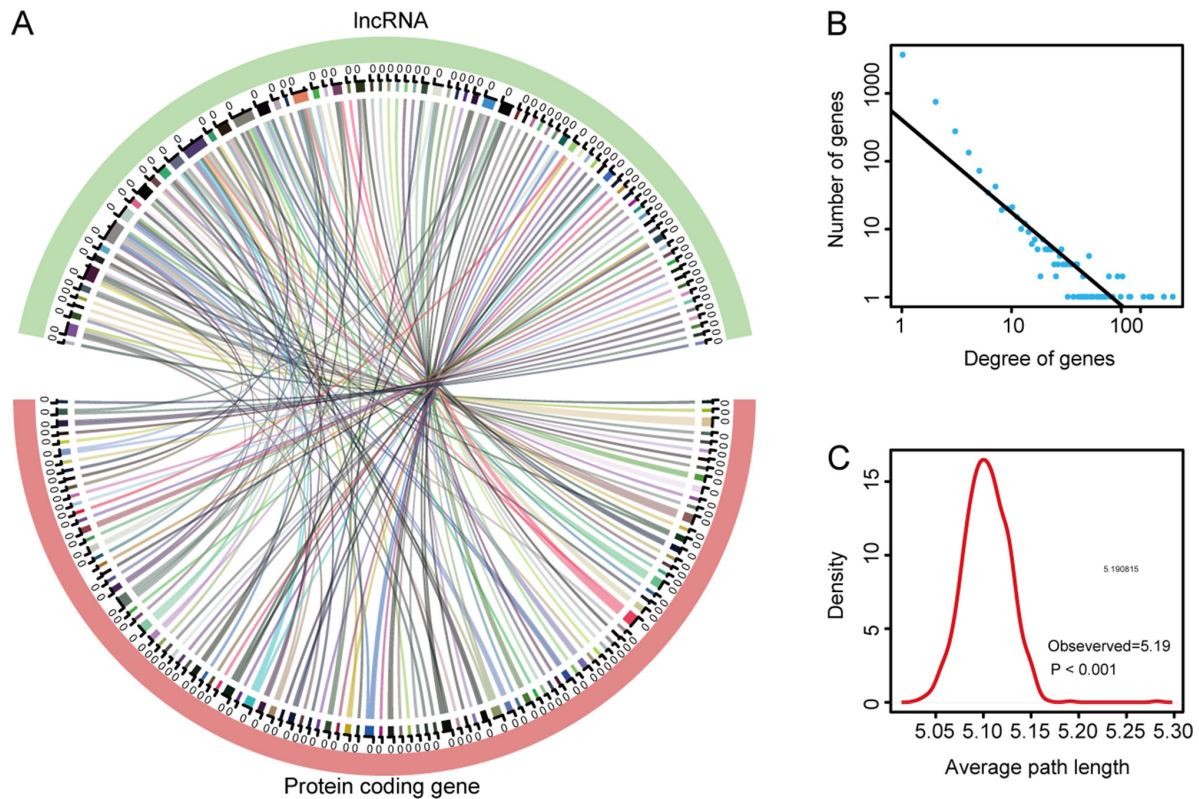 A
lncRNA
Protein coding gene
B
Number of genes
1000
100
10
1
1
10
100
Degree of genes
C
Density
15
10
5
0
5.190815
Obseverved=5.19
P < 0.001
5.05
5.10
5.15
5.20
5.25
5.30
Average path length